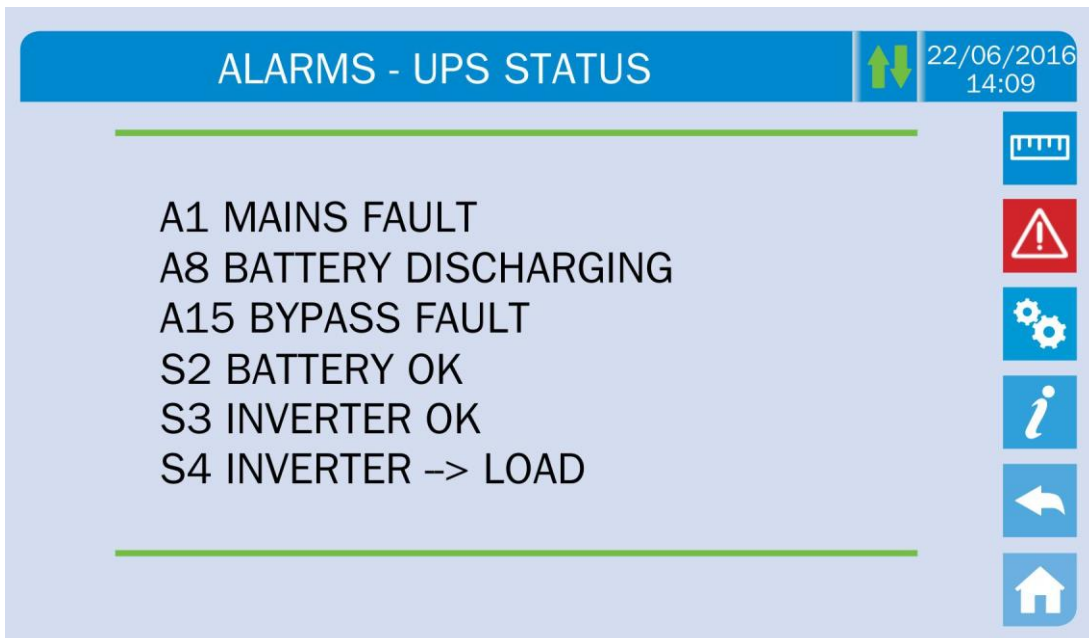 ALARMS - UPS STATUS
22/06/2016
14:09
A1 MAINS FAULT
A8 BATTERY DISCHARGING
A15 BYPASS FAULT
S2 BATTERY OK
S3 INVERTER OK
S4 INVERTER –> LOAD